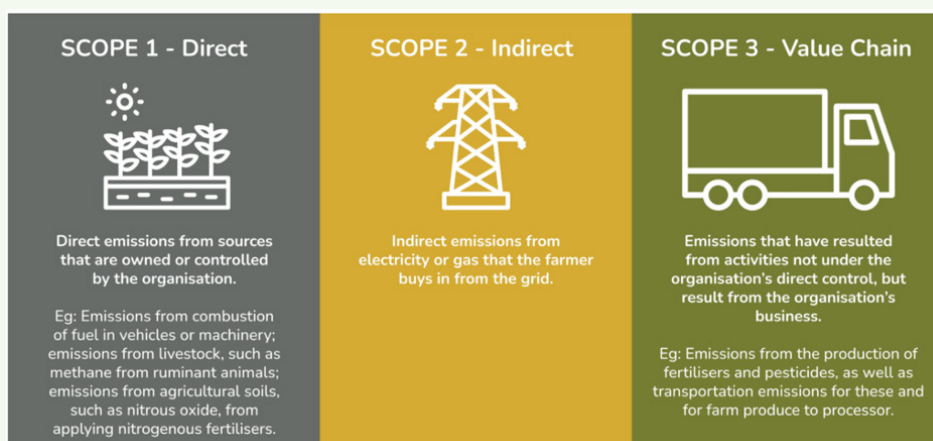 SCOPE 1 - Direct
Direct emissions from sources
that are owned or controlled
by the organisation.
Eg: Emissions from combustion
of fuel in vehicles or machinery;
emissions from livestock, such as
methane from ruminant animals;
emissions from agricultural soils,
such as nitrous oxide, from
applying nitrogenous fertilisers.
SCOPE 2 - Indirect
Indirect emissions from
electricity or gas that the farmer
buys in from the grid.
SCOPE 3 - Value Chain
Emissions that have resulted
from activities not under the
organisation's direct control, but
result from the organisation's
business.
Eg: Emissions from the production of
fertilisers and pesticides, as well as
transportation emissions for these and
for farm produce to processor.